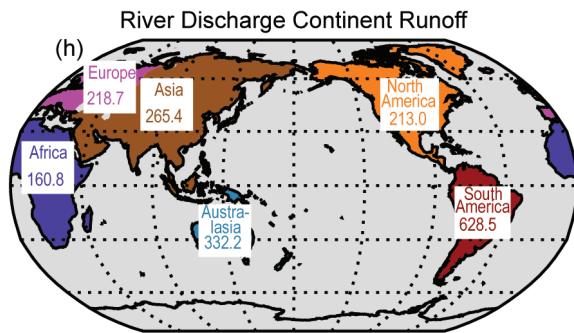 River Discharge Continent Runoff
(h)
Europe
218.7
Asia
265.4
North
America
213.0
Africa
160.8
Austra-
lasia
332.2
South
America
628.5